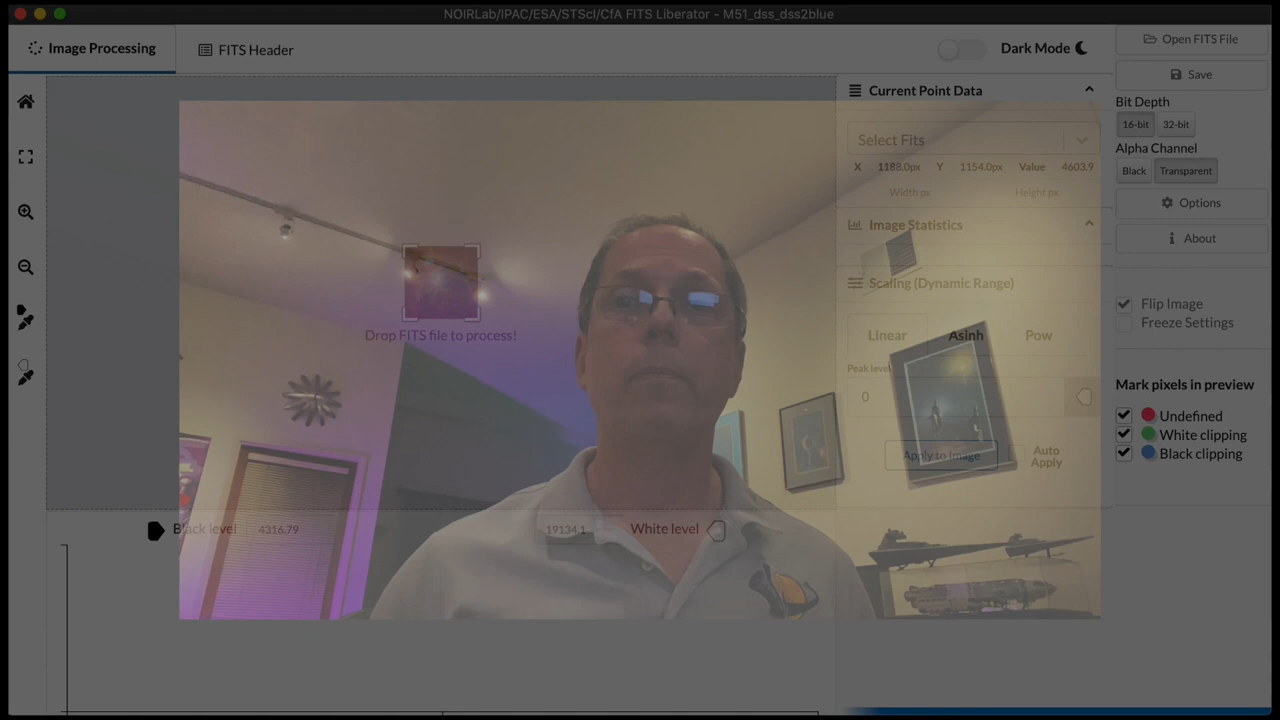 NOIRLab/IPAC/ESA/STScI/CfA FITS Liberator - M51_dss_dss2blue
Image Processing
FITS Header
Dark Mode
Open FITS File
Save
Current Point Data
Bit Depth
16-bit 32-bit
Select Fits
Alpha Channel
X 1188.0px Y 1154.0px Value 4603.9
Black Transparent
Width px Height px
Options
Image Statistics
About
Scaling (Dynamic Range)
Flip Image
Freeze Settings
Drop FITS file to process!
Linear Asinh Pow
Peak level
0
Mark pixels in preview
Undefined
White clipping
Black clipping
Apply to Image
Auto
Apply
Black level 4316.79
19134.1 White level